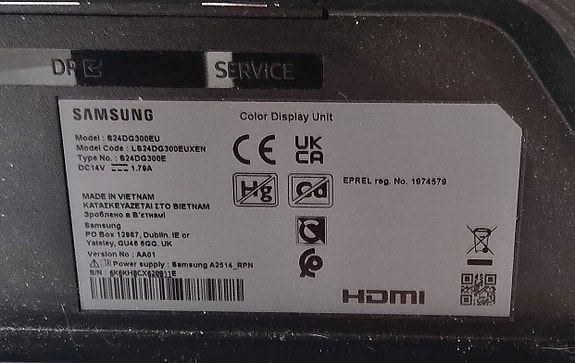 DP SERVICE
SAMSUNG
Color Display Unit
Model : S24DG300EU
Model Code : LS24DG300EUXEN
Type No. : S24DG300E
DC14V ⎓ 1.79A
CE UK CA
Hg Cd
EPREL reg. No. 1974579
MADE IN VIETNAM
ΚΑΤΑΣΚΕΥΑΖΕΤΑΙ ΣΤΟ ΒΙΕΤΝΑΜ
Зроблено в В'єтнамі
Samsung
PO Box 12987, Dublin. IE or
Yateley, GU46 6GG. UK
Version No. : AA01
Power supply : Samsung A2514_RPN
S/N :
HDMI